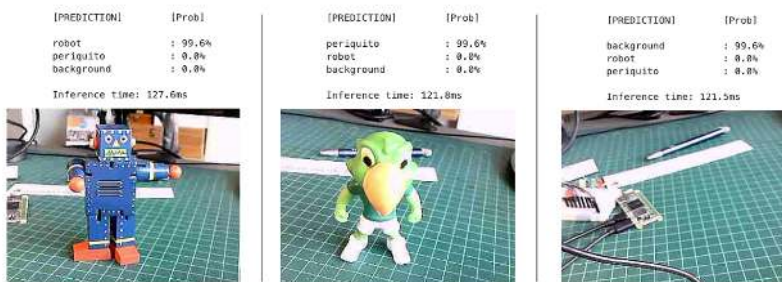 [PREDICTION] [Prob]
robot : 99.6%
periquito : 0.0%
background : 0.0%
Inference time: 127.6ms
[PREDICTION] [Prob]
periquito : 99.6%
robot : 0.0%
background : 0.0%
Inference time: 121.8ms
[PREDICTION] [Prob]
background : 99.6%
robot : 0.0%
periquito : 0.0%
Inference time: 121.5ms